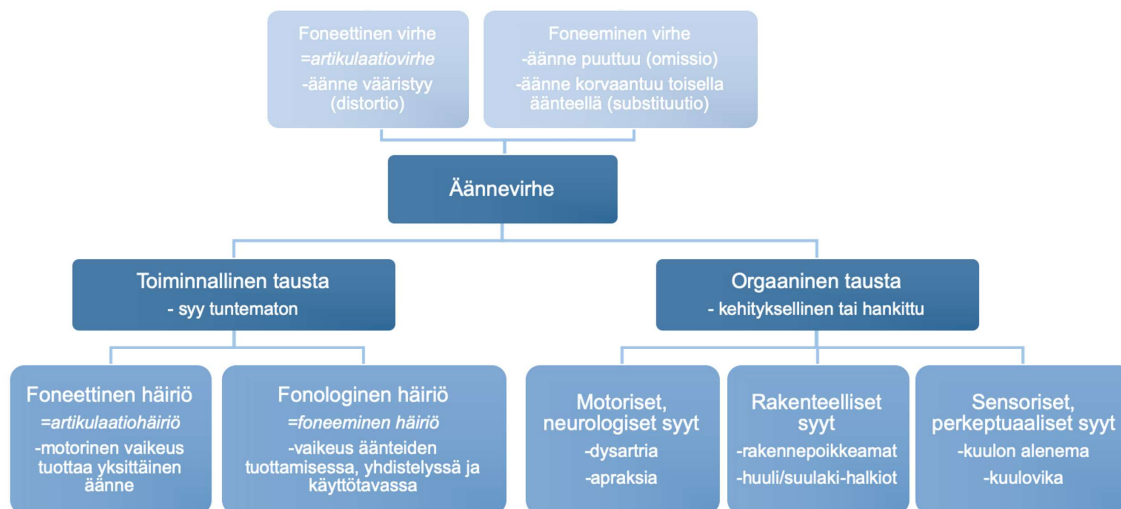 Foneettinen virhe
=artikulaatiovirhe
-äänne vääristyy
(distortio)
Foneeminen virhe
-äänne puuttuu (omissio)
-äänne korvaantuu toisella
äänteellä (substituutio)
Äännevirhe
Toiminnallinen tausta
- syy tuntematon
Orgaaninen tausta
- kehityksellinen tai hankittu
Foneettinen häiriö
=artikulaatiohäiriö
-motorinen vaikeus
tuottaa yksittäinen
äänne
Fonologinen häiriö
=foneeminen häiriö
-vaikeus äänteiden
tuottamisessa, yhdistelyssä ja
käyttötavassa
Motoriset,
neurologiset syyt
-dysartria
-apraksia
Rakenteelliset
syyt
-rakennepoikkeamat
-huuli/suulaki-halkiot
Sensoriset,
perkeptuaaliset syyt
-kuulon alenema
-kuulovika